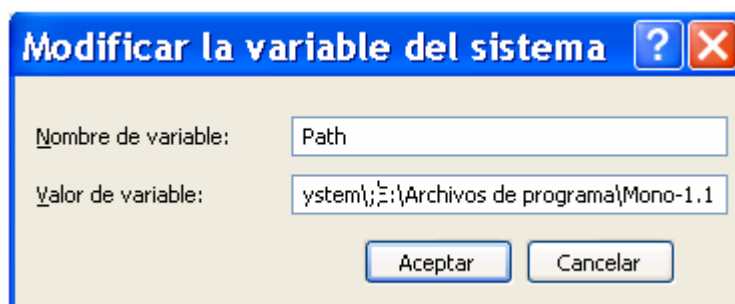 Modificar la variable del sistema
Nombre de variable: Path
Valor de variable: ystem\;E:\Archivos de programa\Mono-1.1
Aceptar Cancelar